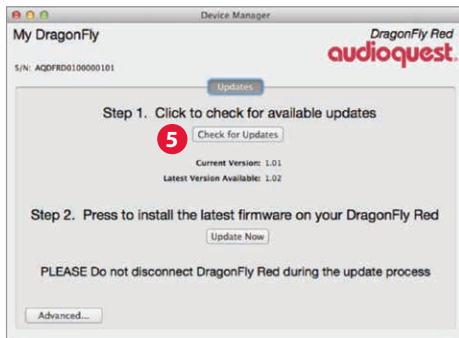 Device Manager
My DragonFly
DragonFly Red
audioquest.
S/N: AQDFRD0100000101
Updates
Step 1. Click to check for available updates
5 Check for Updates
Current Version: 1.01
Latest Version Available: 1.02
Step 2. Press to install the latest firmware on your DragonFly Red
Update Now
PLEASE Do not disconnect DragonFly Red during the update process
Advanced...